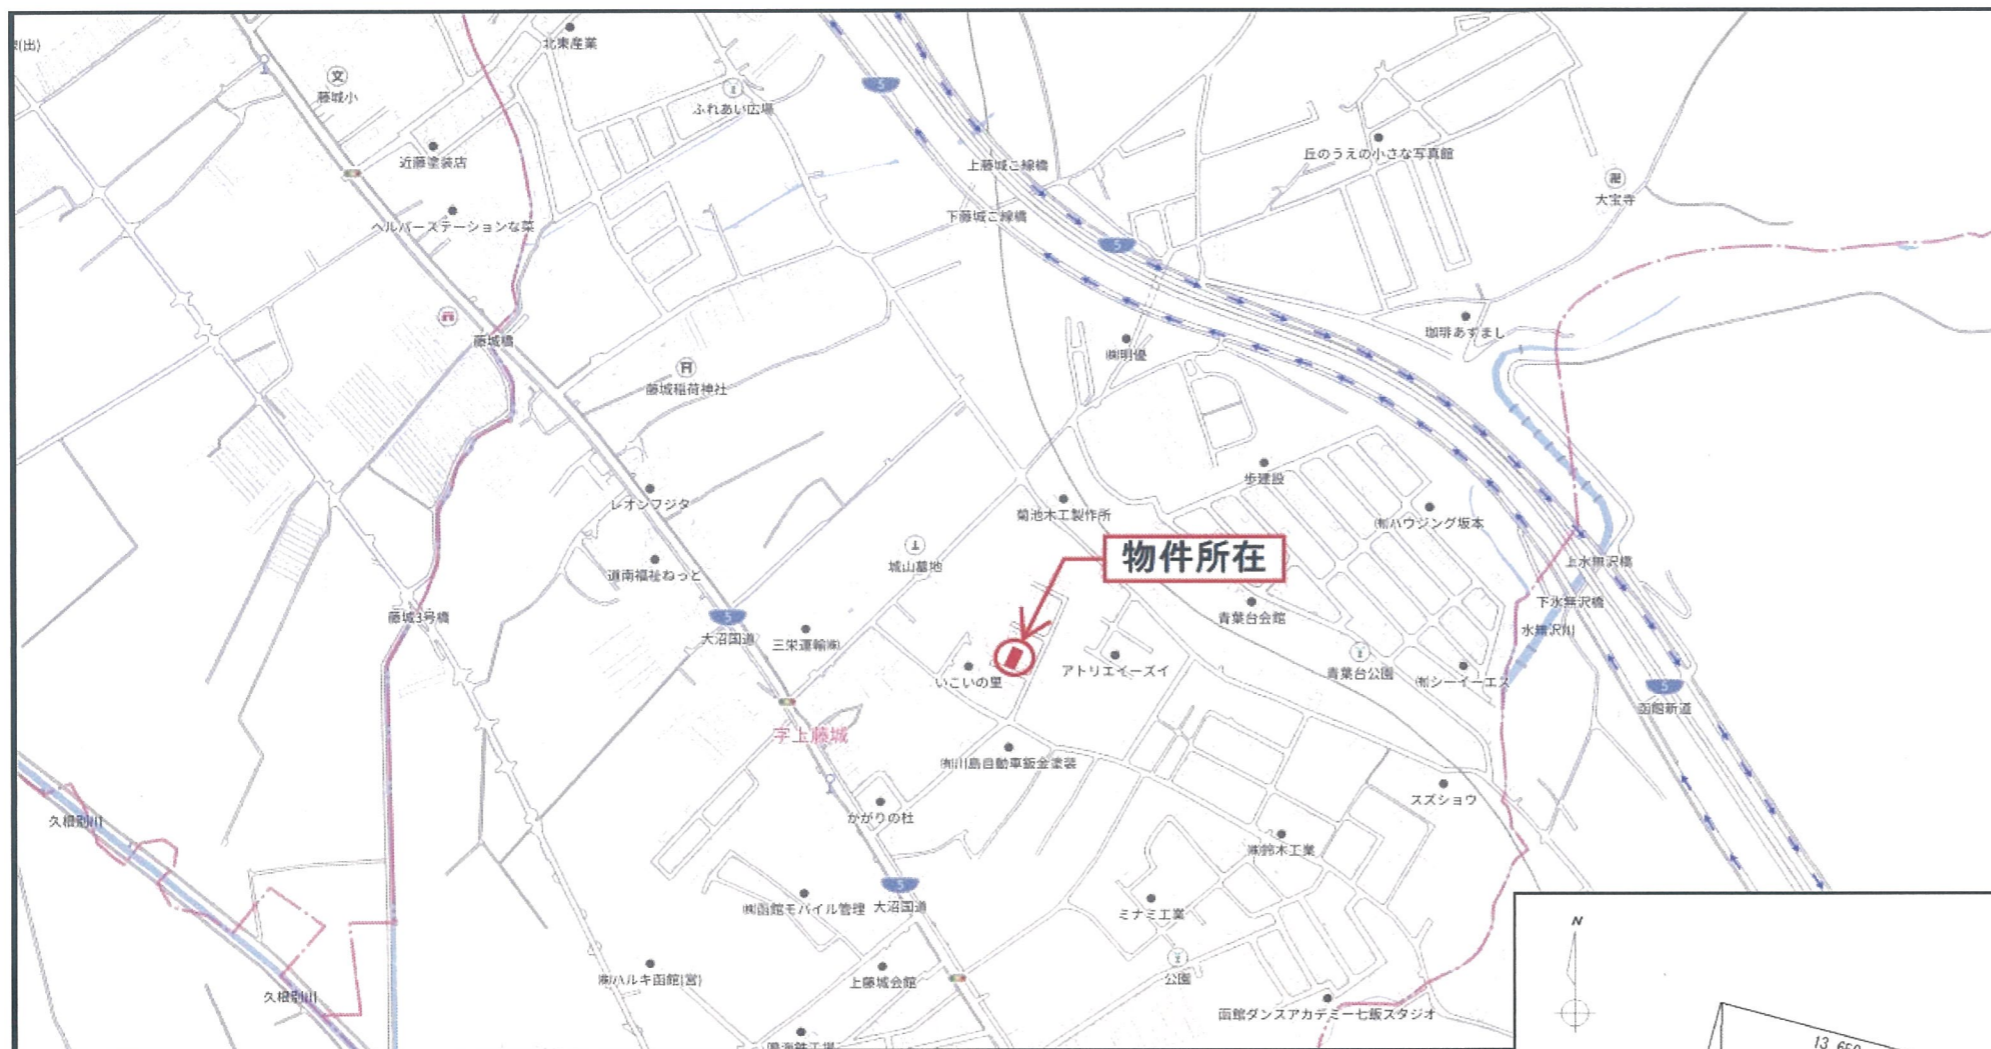 北東産業
藤城小
ふれあい広場
近藤塗装店
上藤城こ線橋
丘のうえの小さな写真館
5
大宝寺
下藤城こ線橋
ヘルパーステーションな菜
5
藤城橋
珈琲あずまし
㈱明優
藤城稲荷神社
歩建設
レオンフジタ
菊池木工製作所
㈲ハウジング坂本
物件所在
城山墓地
上水無沢橋
道南福祉ねっと
下水無沢橋
藤城3号橋
5
大沼国道
三栄運輸㈱
青葉台会館
水無沢川
アトリエイーズイ
青葉台公園
いこいの里
㈲シーイーエス
5
函館新道
字上藤城
㈲川島自動車鈑金塗装
スズショウ
久根別川
かがりの杜
㈱鈴木工業
5
㈱函館モバイル管理
大沼国道
ミナミ工業
N
㈱ハルキ函館(営)
上藤城会館
公園
久根別川
函館ダンスアカデミー七飯スタジオ